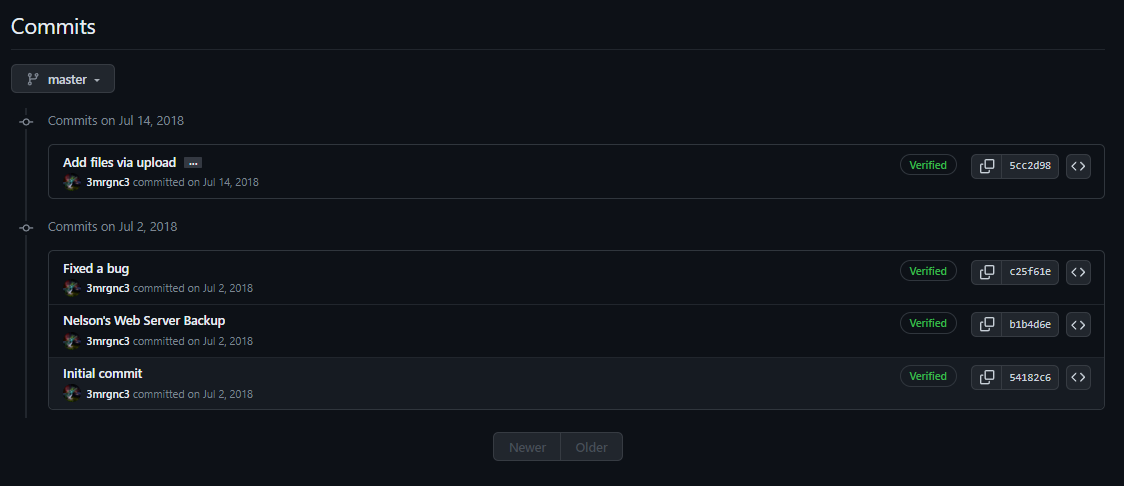 Commits
master
Commits on Jul 14, 2018
Add files via upload ...
3mrgnc3 committed on Jul 14, 2018
Verified
5cc2d98
Commits on Jul 2, 2018
Fixed a bug
3mrgnc3 committed on Jul 2, 2018
Verified
c25f61e
Nelson's Web Server Backup
3mrgnc3 committed on Jul 2, 2018
Verified
b1b4d6e
Initial commit
3mrgnc3 committed on Jul 2, 2018
Verified
54182c6
Newer Older